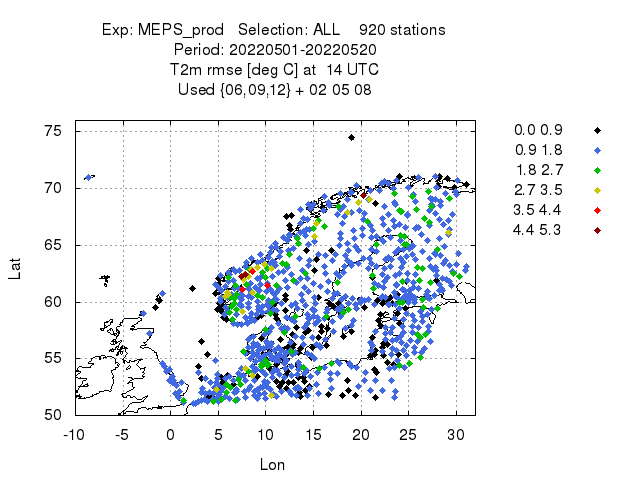 Exp: MEPS_prod   Selection: ALL    920 stations
Period: 20220501-20220520
T2m rmse [deg C] at  14 UTC
Used {06,09,12} + 02 05 08
0.0 0.9
0.9 1.8
1.8 2.7
2.7 3.5
3.5 4.4
4.4 5.3
75
70
65
60
55
50
Lat
-10 -5 0 5 10 15 20 25 30
Lon